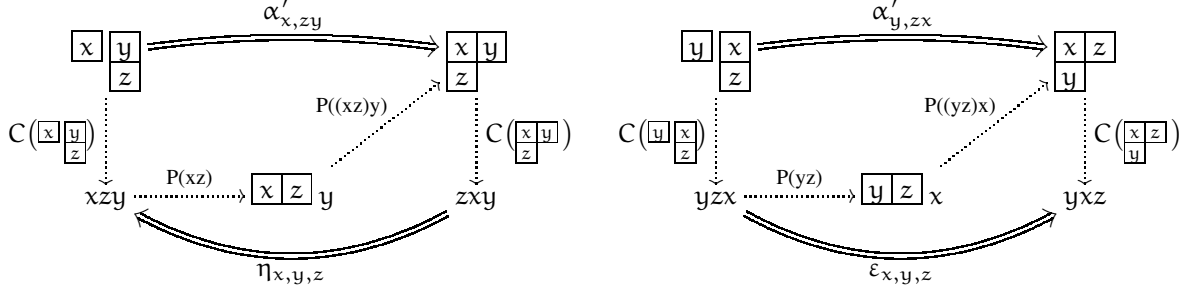 α′x,zy
x y x y
z z
P((xz)y)
C(x y z) C(x y z)
P(xz)
xzy x z y zxy
ηx,y,z
α′y,zx
y x x z
z y
P((yz)x)
C(y x z) C(x z y)
P(yz)
yzx y z x yxz
εx,y,z